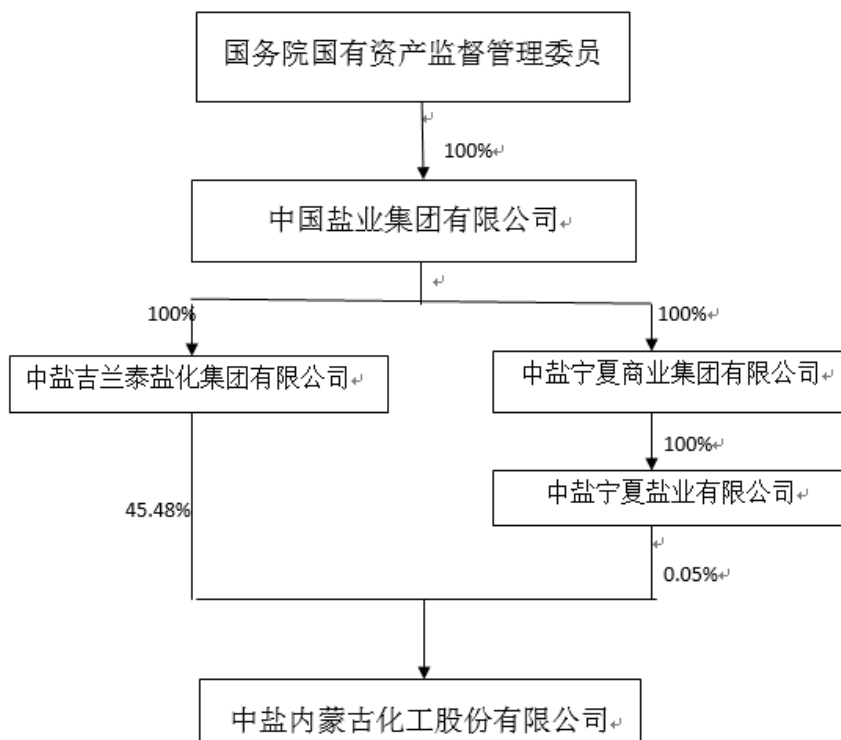 国务院国有资产监督管理委员
100%
中国盐业集团有限公司
100%
100%
中盐吉兰泰盐化集团有限公司
中盐宁夏商业集团有限公司
100%
中盐宁夏盐业有限公司
45.48%
0.05%
中盐内蒙古化工股份有限公司